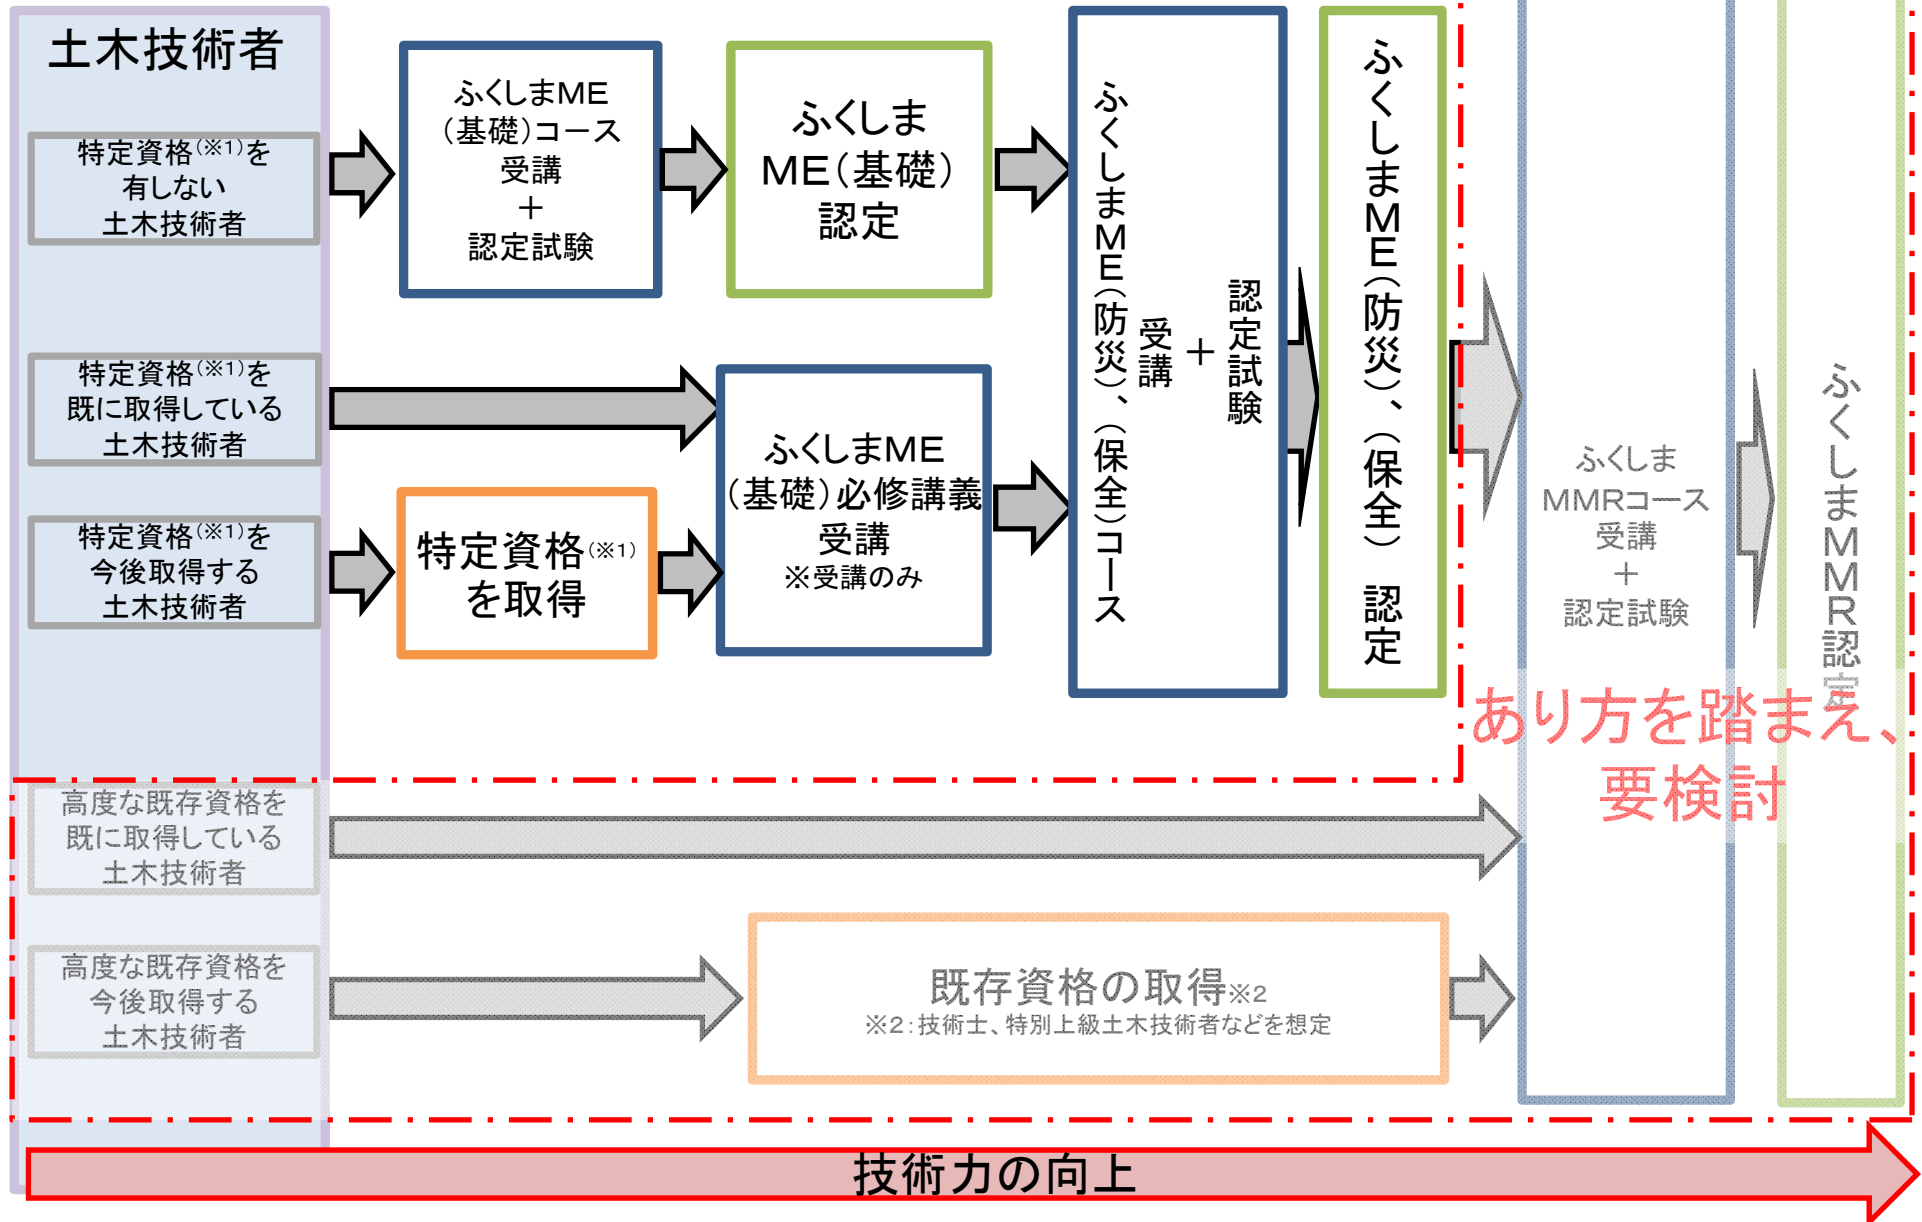 土木技術者
特定資格(※1)を
有しない
土木技術者
ふくしまME
(基礎)コース
受講
＋
認定試験
ふくしま
ME(基礎)
認定
特定資格(※1)を
既に取得している
土木技術者
特定資格(※1)を
今後取得する
土木技術者
特定資格(※1)
を取得
ふくしまME
(基礎)必修講義
受講
※受講のみ
ふくしまME(防災)、(保全)コース
受講
＋
認定試験
ふくしまME(防災)、(保全) 認定
ふくしま
MMRコース
受講
＋
認定試験
ふくしまMMR認定
あり方を踏まえ、
要検討
高度な既存資格を
既に取得している
土木技術者
高度な既存資格を
今後取得する
土木技術者
既存資格の取得※2
※2:技術士、特別上級土木技術者などを想定
技術力の向上